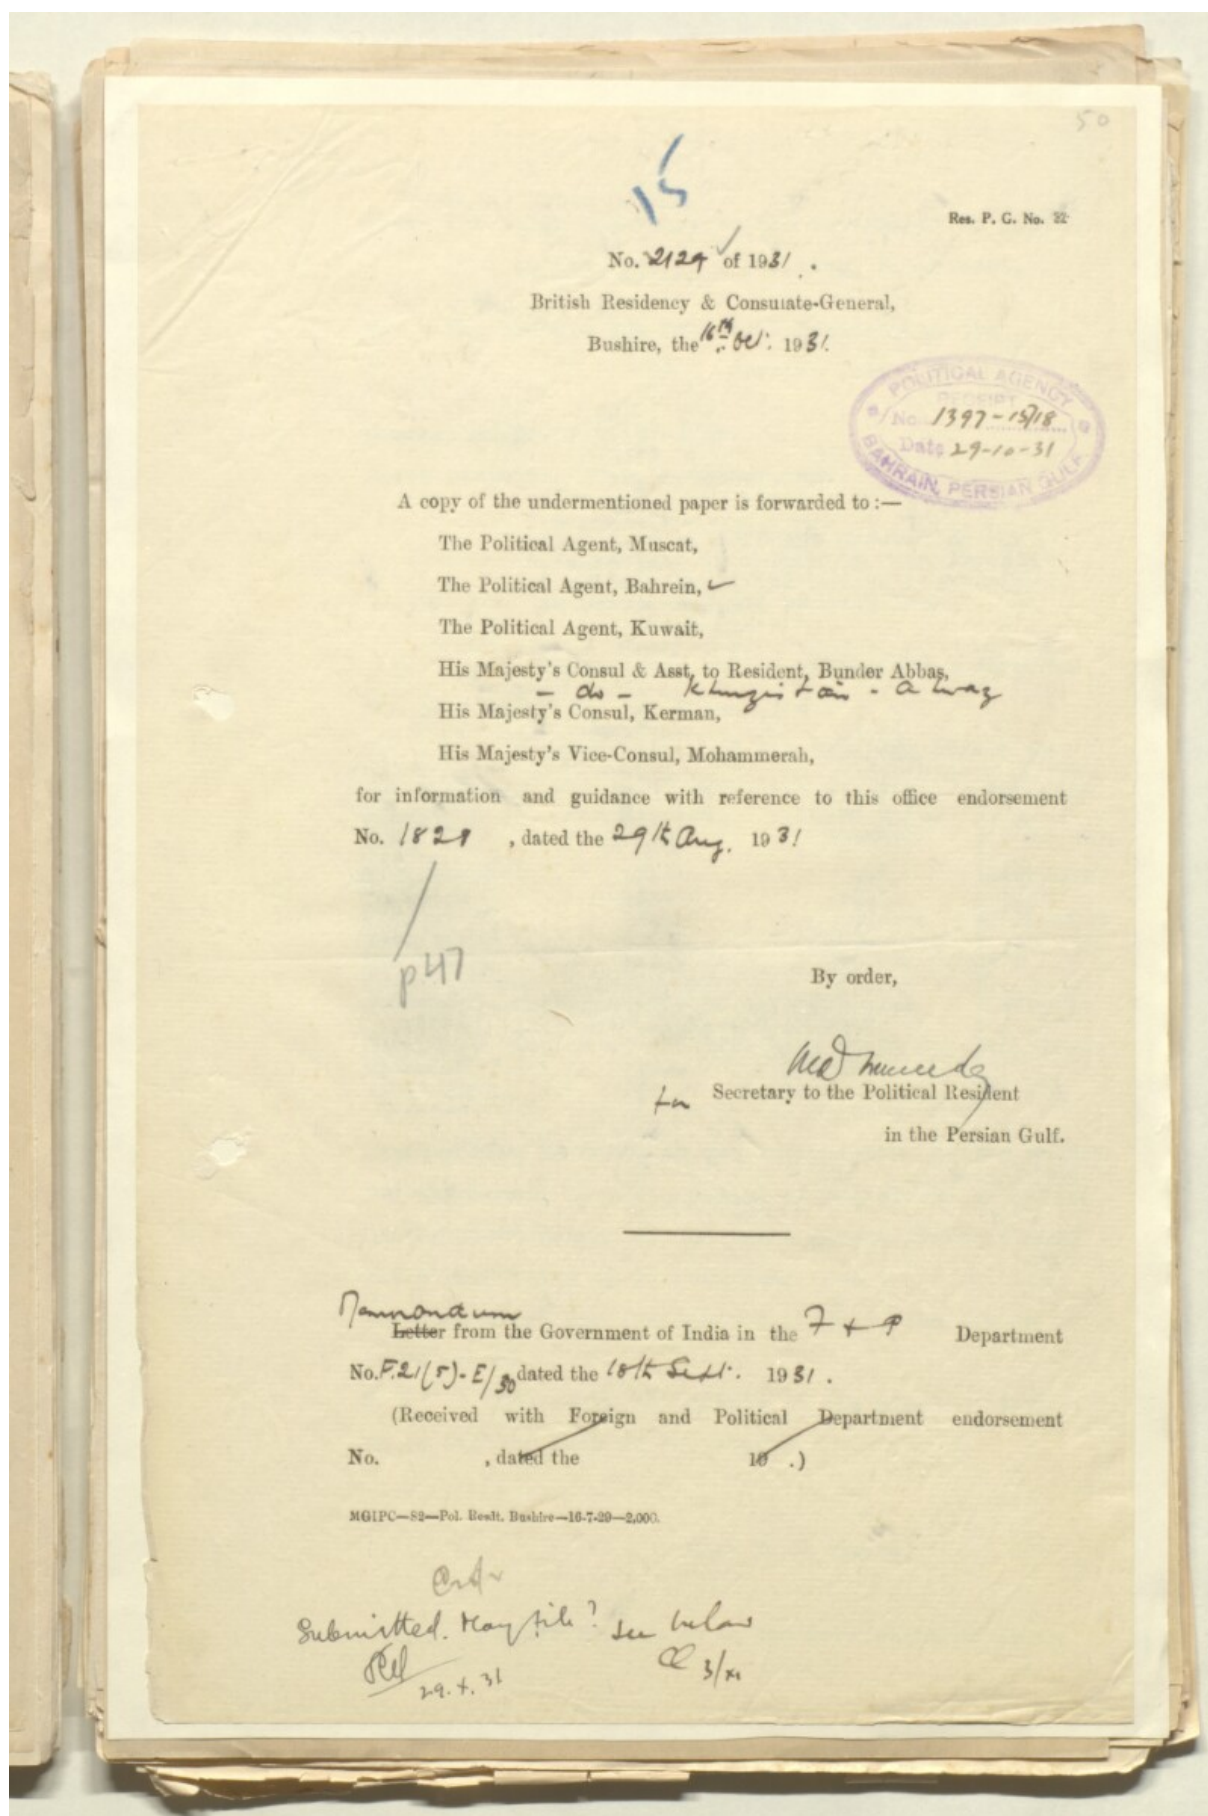 50
15
Res. P. G. No. 22
No. 2129 of 1931.
British Residency & Consulate-General,
Bushire, the 16th Oct. 1931.
POLITICAL AGENCY
RECEIPT
No. 1397-15/18
Date 29-10-31
BAHRAIN, PERSIAN GULF
A copy of the undermentioned paper is forwarded to :—
The Political Agent, Muscat,
The Political Agent, Bahrein, ✓
The Political Agent, Kuwait,
His Majesty's Consul & Asst. to Resident, Bunder Abbas,
- do - Khuzistan - Ahwaz
His Majesty's Consul, Kerman,
His Majesty's Vice-Consul, Mohammerah,
for information and guidance with reference to this office endorsement
No. 1821, dated the 29th Aug. 1931
p47
By order,
for Secretary to the Political Resident
in the Persian Gulf.
Memorandum
Letter from the Government of India in the F & P Department
No. F.21(5)-E/30 dated the 18th Sept. 1931.
(Received with Foreign and Political Department endorsement
No. , dated the 19 .)
MGIPC—S2—Pol. Resdt. Bushire—16-7-29—2,000.
Submitted. May file? see below
29.X.31
3/xi